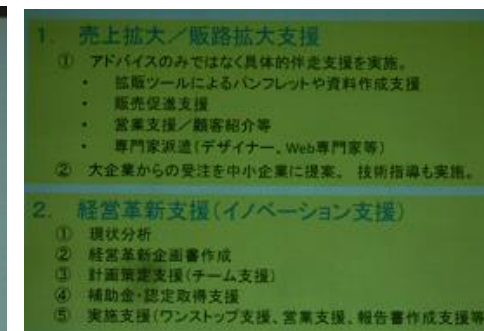 1. 売上拡大／販路拡大支援
① アドバイスのみではなく具体的伴走支援を実施。
・ 拡販ツールによるパンフレットや資料作成支援
・ 販売促進支援
・ 営業支援／顧客紹介等
・ 専門家派遣（デザイナー、Web専門家等）
② 大企業からの受注を中小企業に提案。 技術指導も実施。
2. 経営革新支援（イノベーション支援）
① 現状分析
② 経営革新企画書作成
③ 計画策定支援（チーム支援）
④ 補助金・認定取得支援
⑤ 実施支援（ワンストップ支援、営業支援、報告書作成支援等